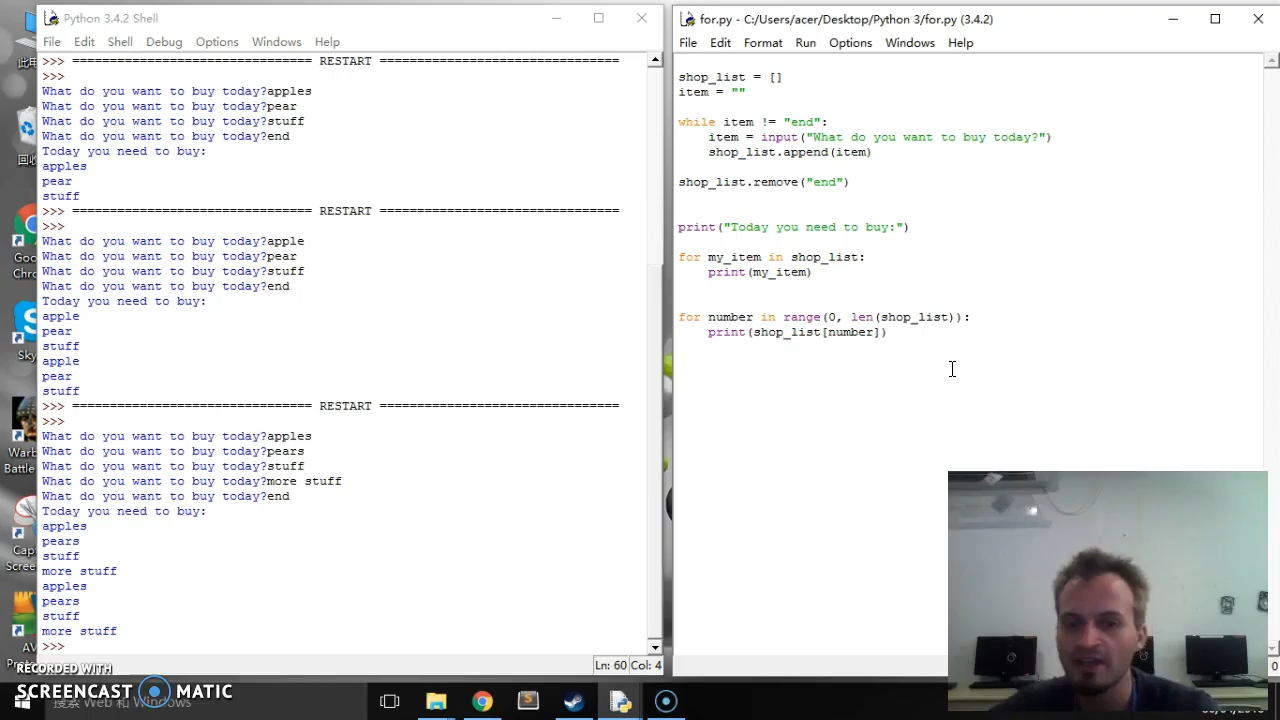 Python 3.4.2 Shell
File Edit Shell Debug Options Windows Help
>>> ================================ RESTART ================================
>>>
What do you want to buy today?apples
What do you want to buy today?pear
What do you want to buy today?stuff
What do you want to buy today?end
Today you need to buy:
apples
pear
stuff
>>> ================================ RESTART ================================
>>>
What do you want to buy today?apple
What do you want to buy today?pear
What do you want to buy today?stuff
What do you want to buy today?end
Today you need to buy:
apple
pear
stuff
apple
pear
stuff
>>> ================================ RESTART ================================
>>>
What do you want to buy today?apples
What do you want to buy today?pears
What do you want to buy today?stuff
What do you want to buy today?more stuff
What do you want to buy today?end
Today you need to buy:
apples
pears
stuff
more stuff
apples
pears
stuff
more stuff
>>>
Ln: 60 Col: 4
for.py - C:/Users/acer/Desktop/Python 3/for.py (3.4.2)
File Edit Format Run Options Windows Help
shop_list = []
item = ""
while item != "end":
item = input("What do you want to buy today?")
shop_list.append(item)
shop_list.remove("end")
print("Today you need to buy:")
for my_item in shop_list:
print(my_item)
for number in range(0, len(shop_list)):
print(shop_list[number])
此电
回收
Goo
Chro
Sky
Warb
Battle
Capt
Scree
AV
RECORDED WITH
SCREENCAST MATIC
搜索 Web 和 Windows